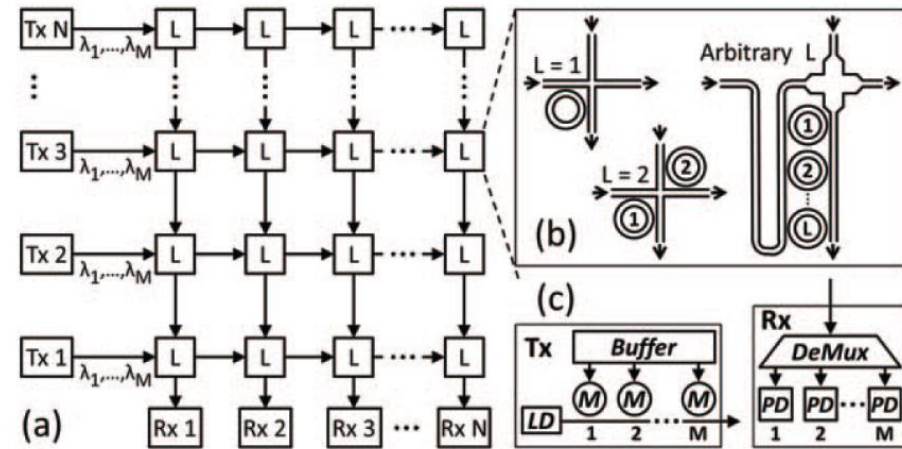 Tx N λ1,...,λM L L L ... L
Tx 3 λ1,...,λM L L L ... L
Tx 2 λ1,...,λM L L L ... L
Tx 1 λ1,...,λM L L L ... L
(a) Rx 1 Rx 2 Rx 3 ... Rx N
L = 1
L = 2
1
2
Arbitrary L
1
2
L
(b)
(c)
Tx
Buffer
M M M
LD
1 2 ... M
Rx
DeMux
PD PD ... PD
1 2 M